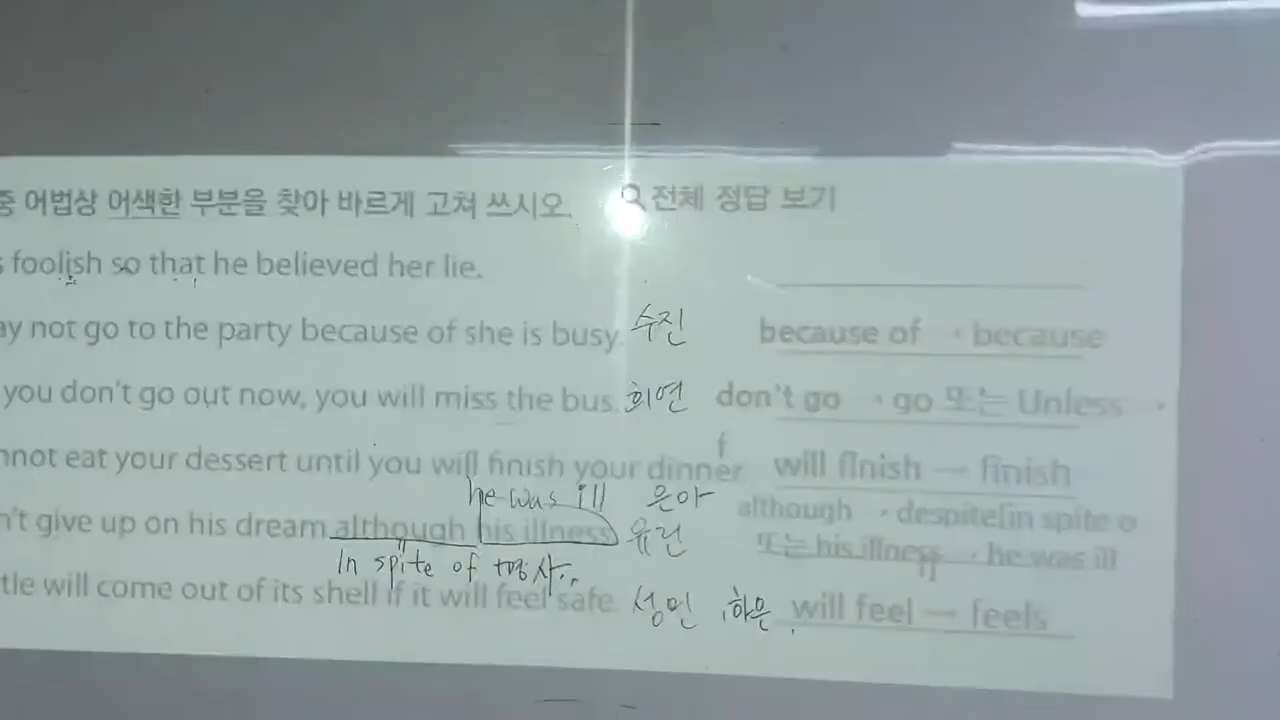 중 어법상 어색한 부분을 찾아 바르게 고쳐 쓰시오. 전체 정답 보기
s foolish so that he believed her lie.
ay not go to the party because of she is busy. 수진 because of → because
you don't go out now, you will miss the bus. 희연 don't go → go 또는 Unless →
nnot eat your dessert until you will finish your dinner. will finish → finish
he was ill 은아
n't give up on his dream although his illness. 유런 although → despite[in spite o
또는 his illness → he was ill
In spite of +명사..
tle will come out of its shell if it will feel safe. 성민 하은 will feel → feels